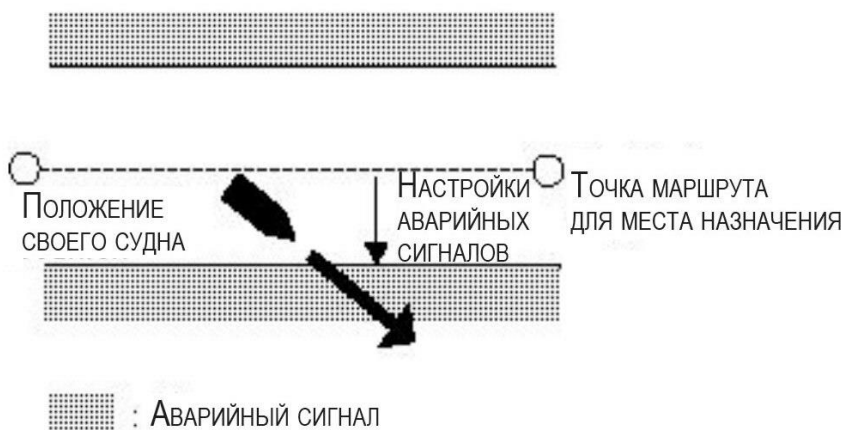 Настройки
аварийных
сигналов
Точка маршрута
для места назначения
Положение
своего судна
: Аварийный сигнал